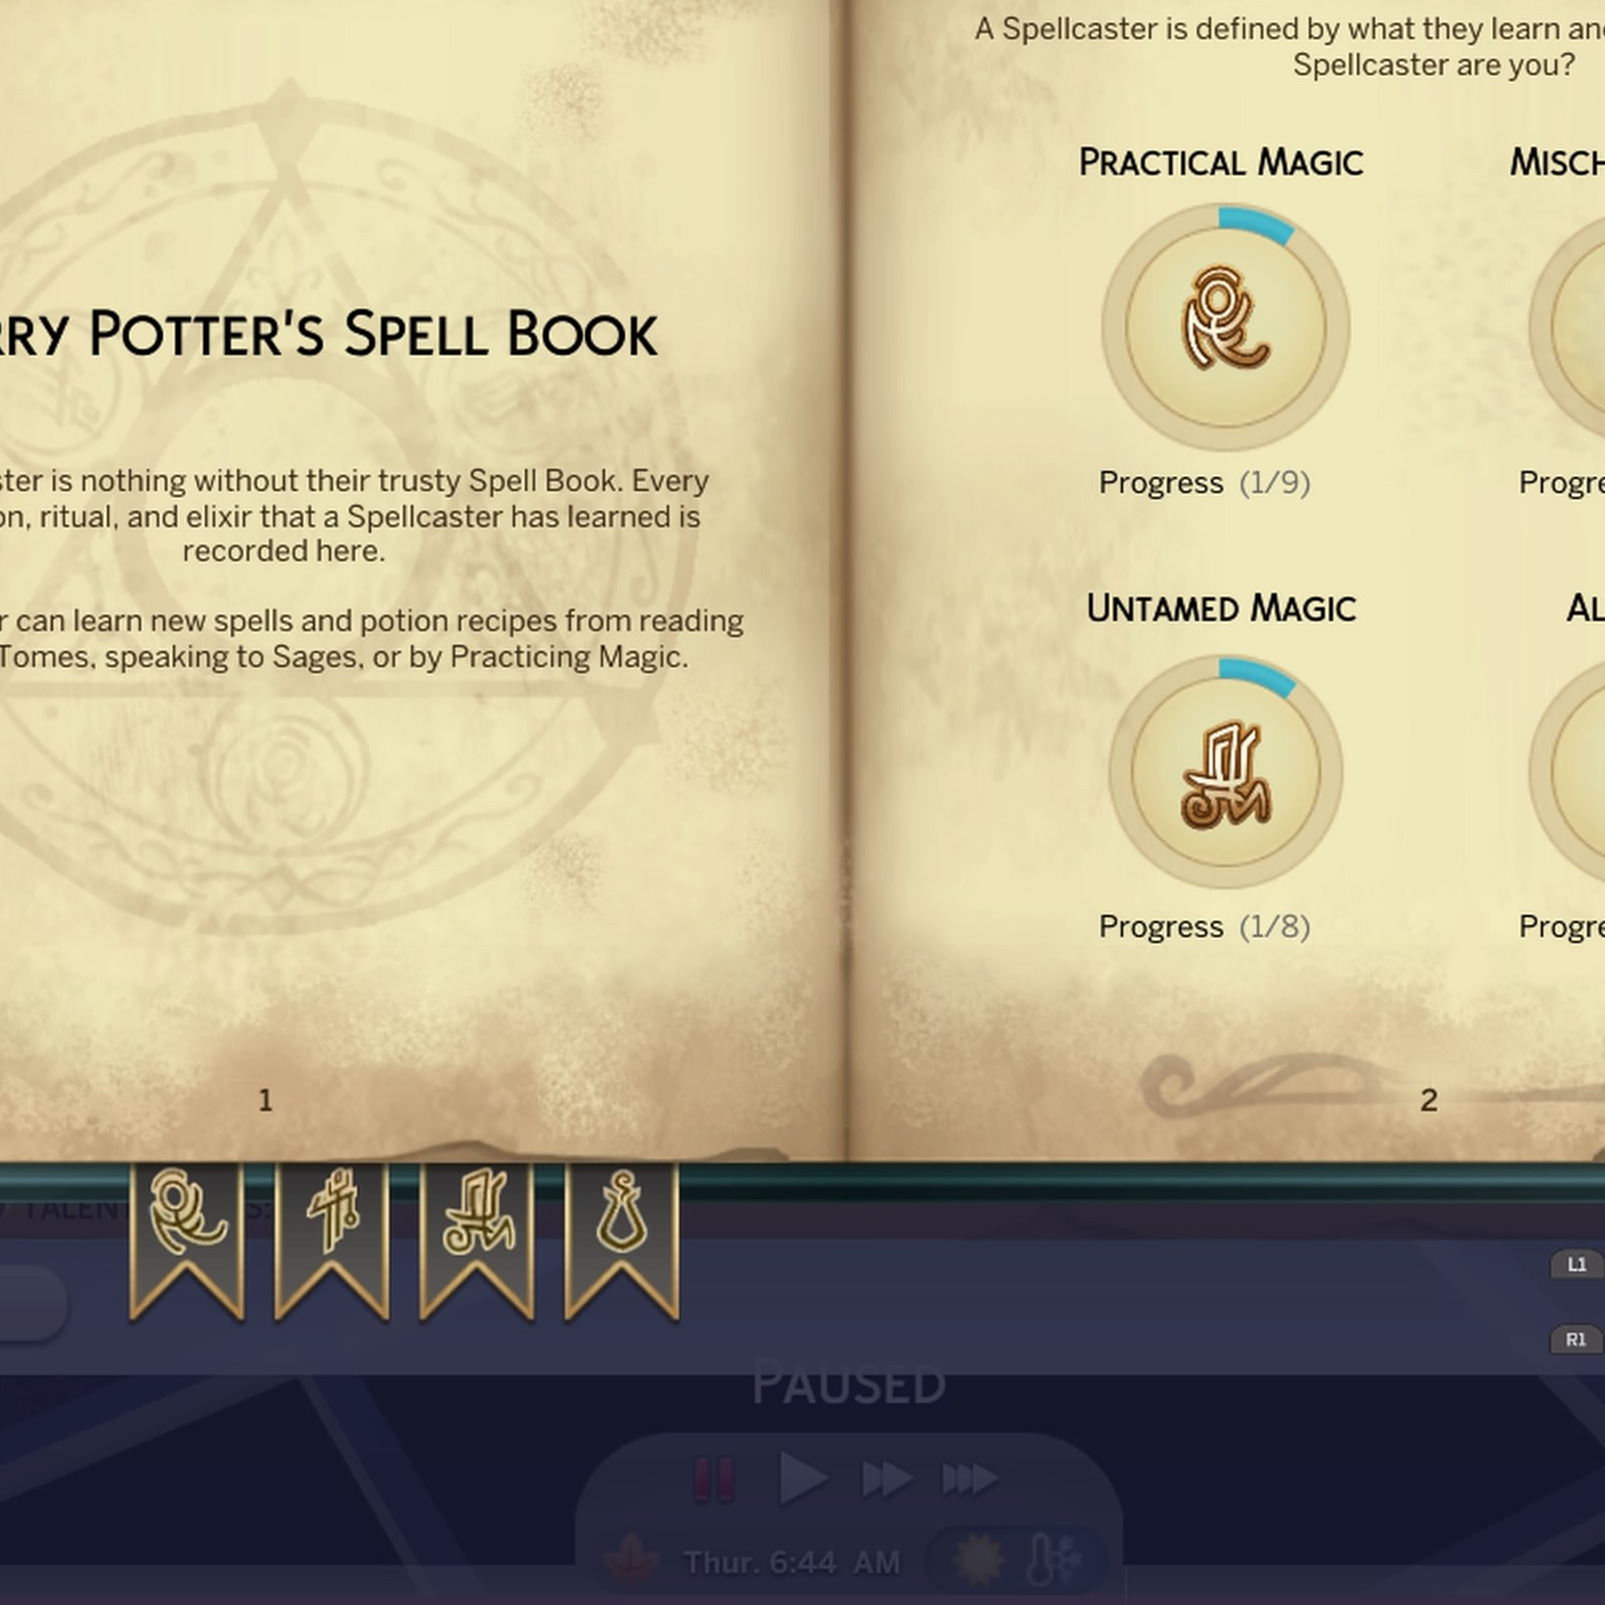 RRY POTTER'S SPELL BOOK
ster is nothing without their trusty Spell Book. Every
on, ritual, and elixir that a Spellcaster has learned is
recorded here.
r can learn new spells and potion recipes from reading
Tomes, speaking to Sages, or by Practicing Magic.
1
A Spellcaster is defined by what they learn and
Spellcaster are you?
PRACTICAL MAGIC
MISCH
Progress (1/9)
Progre
UNTAMED MAGIC
AL
Progress (1/8)
Progre
2
TALENT
S:
L1
R1
PAUSED
Thur. 6:44 AM